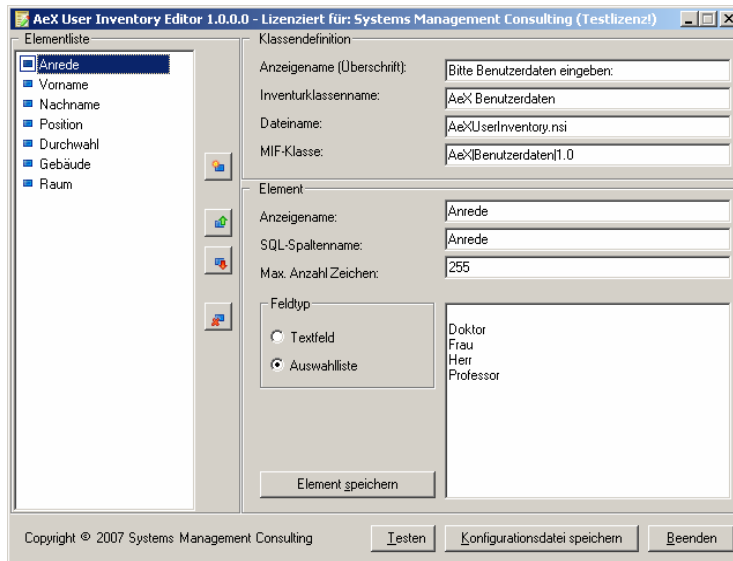 AeX User Inventory Editor 1.0.0.0 - Lizenziert für: Systems Management Consulting (Testlizenz!)
Elementliste
Anrede
Vorname
Nachname
Position
Durchwahl
Gebäude
Raum
Klassendefinition
Anzeigename (Überschrift): Bitte Benutzerdaten eingeben:
Inventurklassenname: AeX Benutzerdaten
Dateiname: AeXUserInventory.nsi
MIF-Klasse: AeX|Benutzerdaten|1.0
Element
Anzeigename: Anrede
SQL-Spaltenname: Anrede
Max. Anzahl Zeichen: 255
Feldtyp
Textfeld
Auswahlliste
Doktor
Frau
Herr
Professor
Element speichern
Copyright © 2007 Systems Management Consulting
Testen
Konfigurationsdatei speichern
Beenden